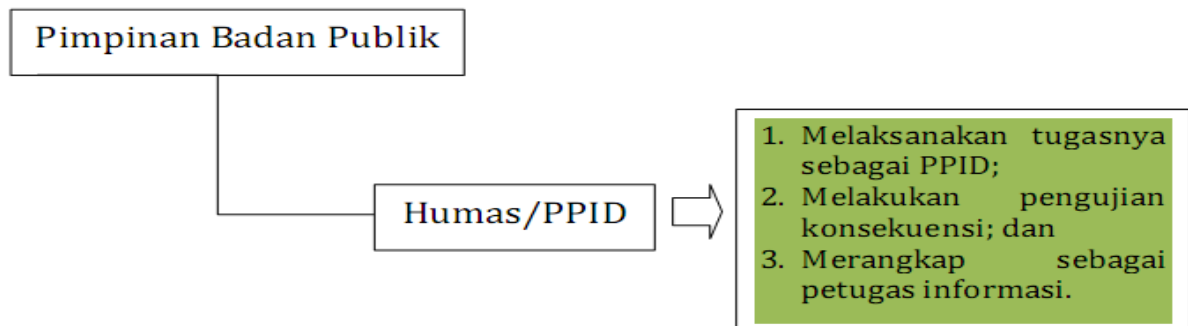 Pimpinan Badan Publik
Humas/PPID
1. Melaksanakan tugasnya
sebagai PPID;
2. Melakukan pengujian
konsekuensi; dan
3. Merangkap sebagai
petugas informasi.